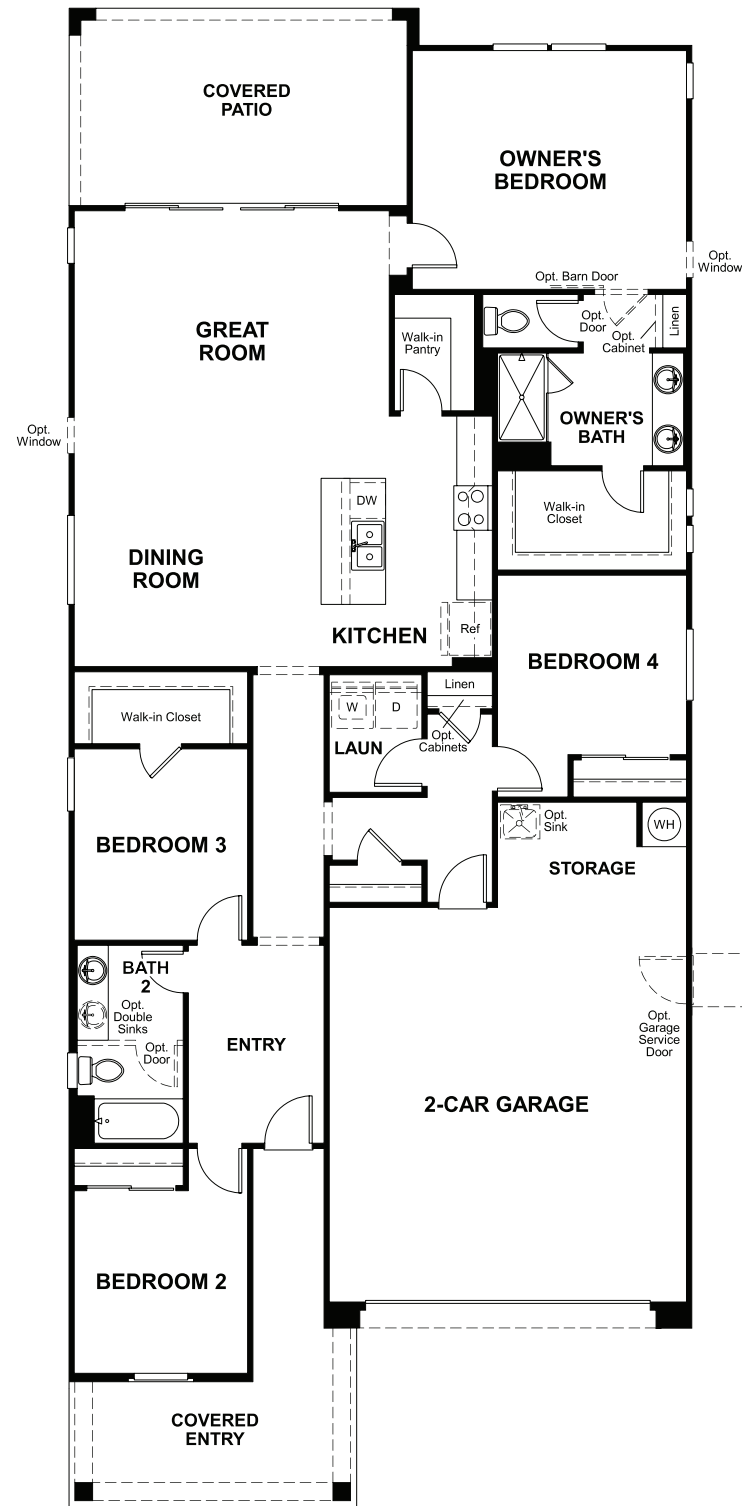 COVERED
PATIO
OWNER'S
BEDROOM
Opt.
Window
Opt. Barn Door
GREAT
ROOM
Walk-in
Pantry
Opt.
Door
Opt.
Cabinet
Linen
OWNER'S
BATH
Opt.
Window
DW
Walk-in
Closet
DINING
ROOM
KITCHEN
Ref
BEDROOM 4
Linen
Walk-in Closet
W
D
LAUN
Opt.
Cabinets
BEDROOM 3
Opt.
Sink
WH
STORAGE
BATH
2
Opt.
Double
Sinks
Opt.
Door
ENTRY
Opt.
Garage
Service
Door
2-CAR GARAGE
BEDROOM 2
COVERED
ENTRY